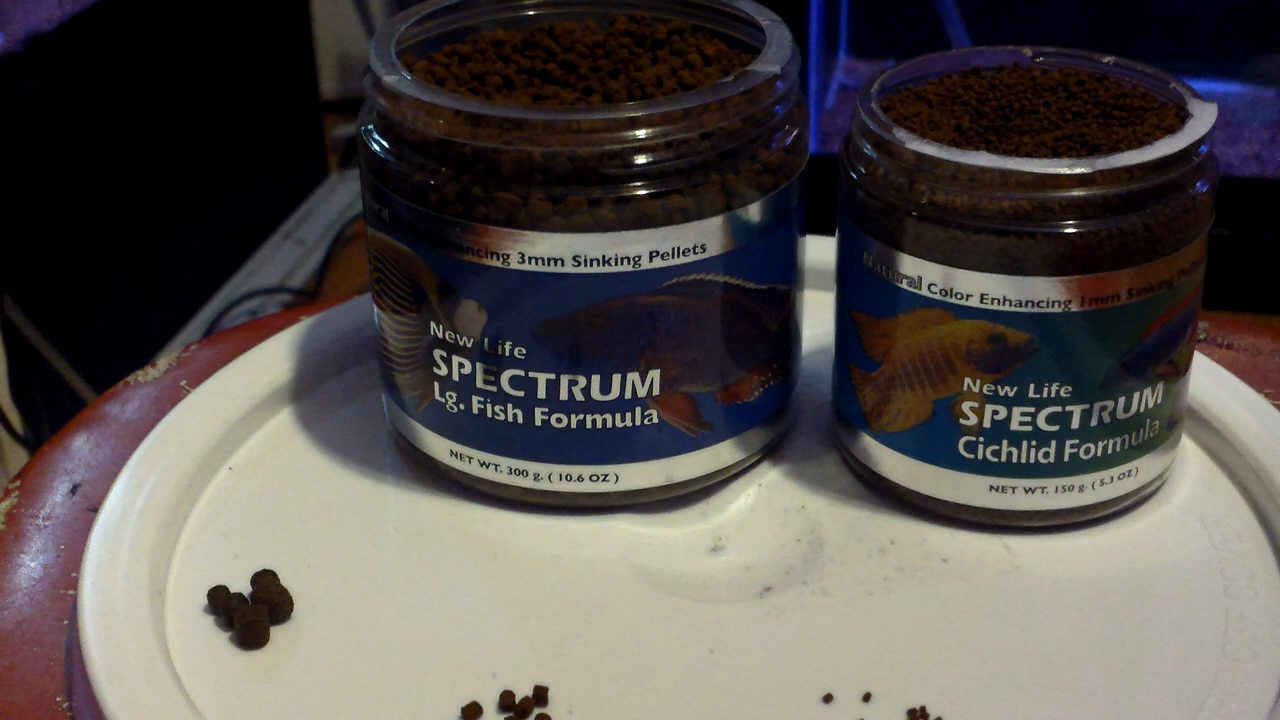 ancing 3mm Sinking Pellets
New Life
SPECTRUM
Lg. Fish Formula
NET WT. 300 g. ( 10.6 OZ )
Natural Color Enhancing 1mm Sinking
New Life
SPECTRUM
Cichlid Formula
NET WT. 150 g. ( 5.3 OZ )